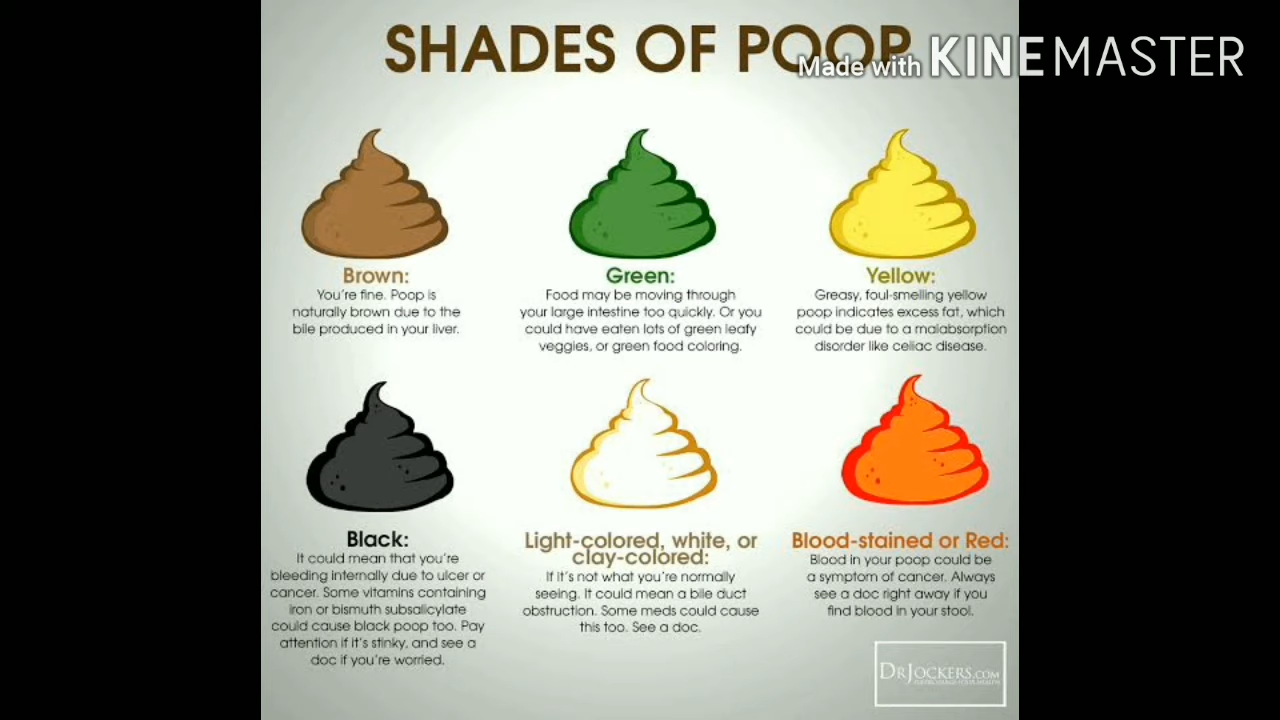 SHADES OF POOP
Made with KINEMASTER
Brown:
You're fine. Poop is
naturally brown due to the
bile produced in your liver.
Green:
Food may be moving through
your large intestine too quickly. Or you
could have eaten lots of green leafy
veggies, or green food coloring.
Yellow:
Greasy, foul-smelling yellow
poop indicates excess fat, which
could be due to a malabsorption
disorder like celiac disease.
Black:
It could mean that you're
bleeding internally due to ulcer or
cancer. Some vitamins containing
iron or bismuth subsalicylate
could cause black poop too. Pay
attention if it's stinky, and see a
doc if you're worried.
Light-colored, white, or
clay-colored:
If it's not what you're normally
seeing. It could mean a bile duct
obstruction. Some meds could cause
this too. See a doc.
Blood-stained or Red:
Blood in your poop could be
a symptom of cancer. Always
see a doc right away if you
find blood in your stool.
DRJOCKERS.COM